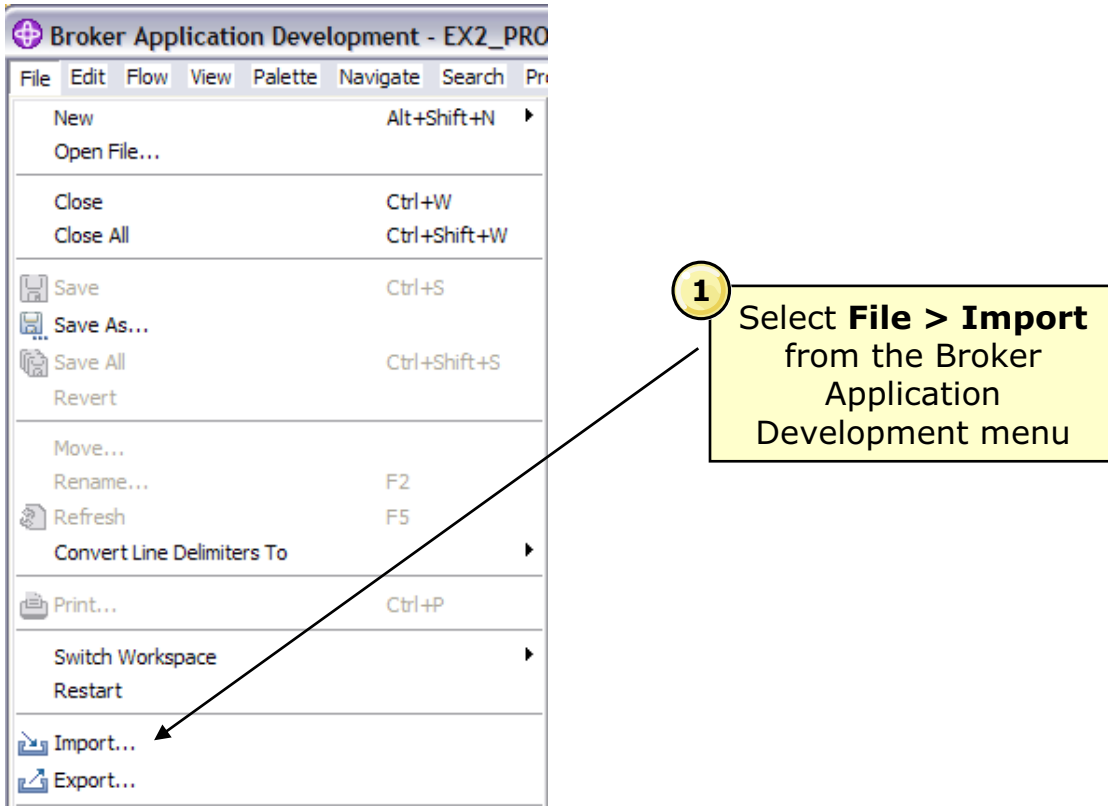 Broker Application Development - EX2_PRO
File Edit Flow View Palette Navigate Search Pr
New Alt+Shift+N
Open File...
Close Ctrl+W
Close All Ctrl+Shift+W
Save Ctrl+S
Save As...
Save All Ctrl+Shift+S
Revert
Move...
Rename... F2
Refresh F5
Convert Line Delimiters To
Print... Ctrl+P
Switch Workspace
Restart
Import...
Export...
1
Select File > Import
from the Broker
Application
Development menu